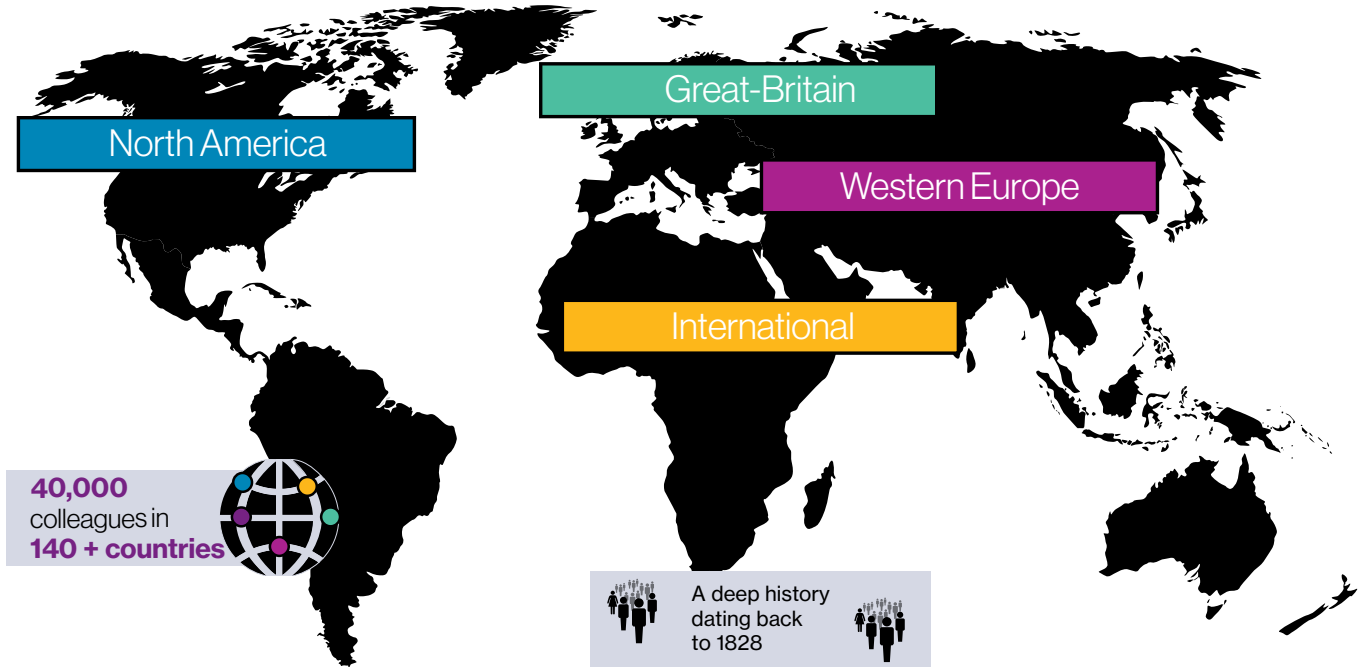 Great-Britain
North America
Western Europe
International
40,000
colleagues in
140 + countries
A deep history
dating back
to 1828